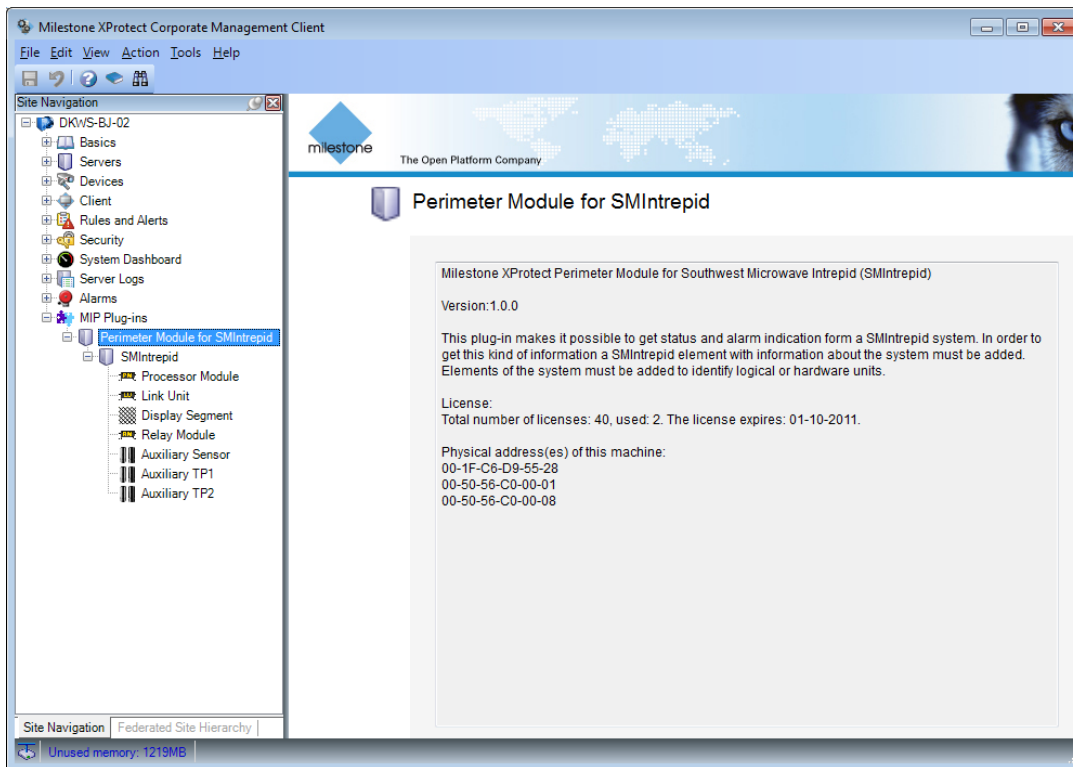 Milestone XProtect Corporate Management Client
File Edit View Action Tools Help
Site Navigation
DKWS-BJ-02
Basics
Servers
Devices
Client
Rules and Alerts
Security
System Dashboard
Server Logs
Alarms
MIP Plug-ins
Perimeter Module for SMIntrepid
SMIntrepid
Processor Module
Link Unit
Display Segment
Relay Module
Auxiliary Sensor
Auxiliary TP1
Auxiliary TP2
Site Navigation
Federated Site Hierarchy
Unused memory: 1219MB
milestone
The Open Platform Company
Perimeter Module for SMIntrepid
Milestone XProtect Perimeter Module for Southwest Microwave Intrepid (SMIntrepid)
Version:1.0.0
This plug-in makes it possible to get status and alarm indication form a SMIntrepid system. In order to
get this kind of information a SMIntrepid element with information about the system must be added.
Elements of the system must be added to identify logical or hardware units.
License:
Total number of licenses: 40, used: 2. The license expires: 01-10-2011.
Physical address(es) of this machine:
00-1F-C6-D9-55-28
00-50-56-C0-00-01
00-50-56-C0-00-08